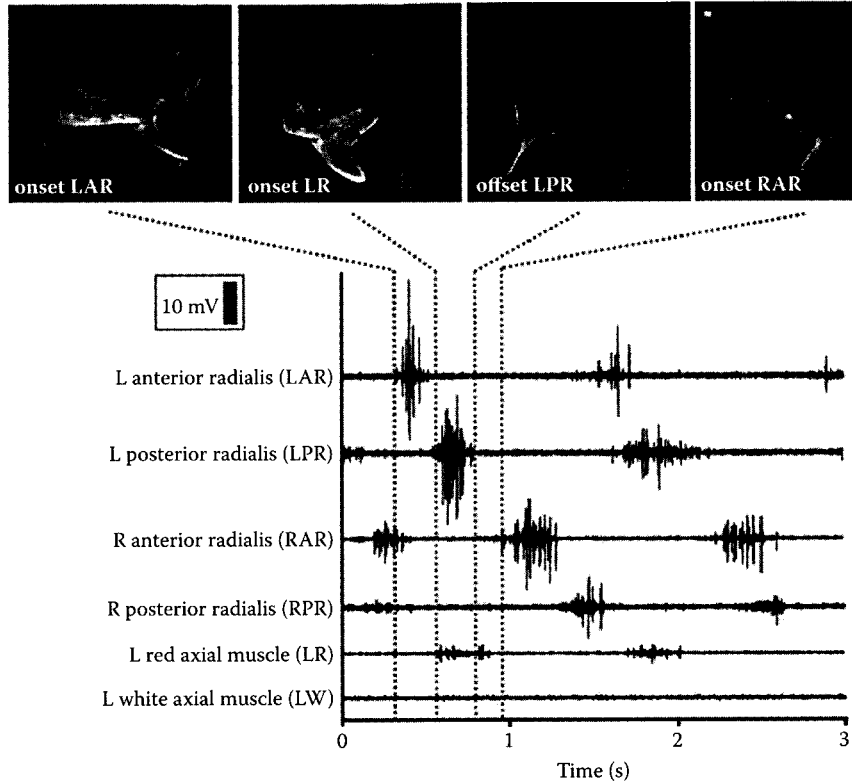 onset LAR
onset LR
offset LPR
onset RAR
10 mV
L anterior radialis (LAR)
L posterior radialis (LPR)
R anterior radialis (RAR)
R posterior radialis (RPR)
L red axial muscle (LR)
L white axial muscle (LW)
0
1
2
3
Time (s)